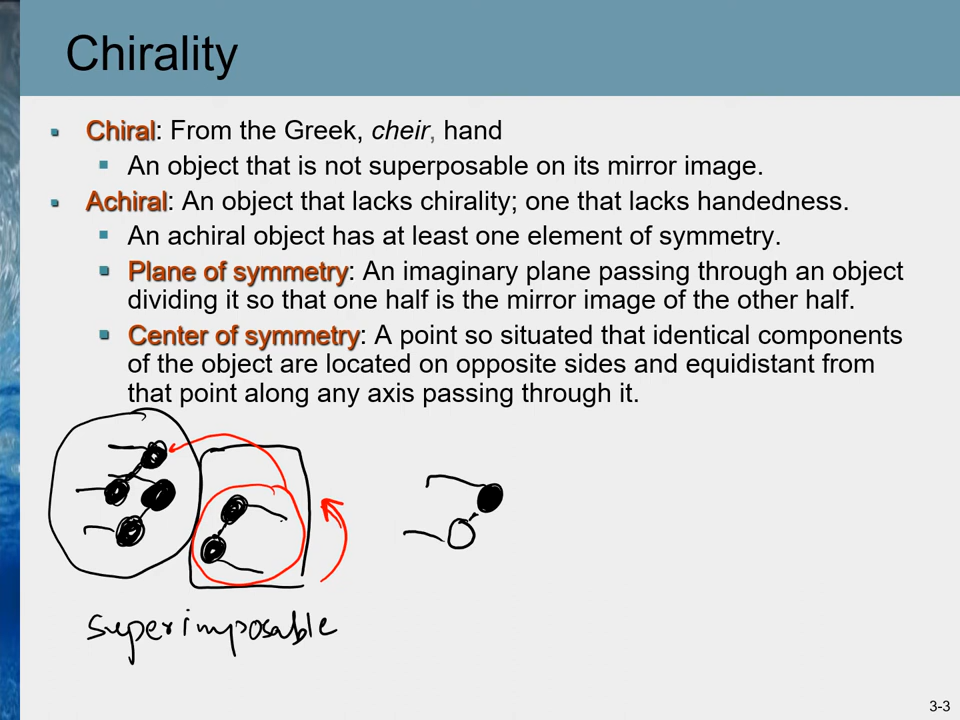 Chirality
▪ Chiral: From the Greek, cheir, hand
▪ An object that is not superposable on its mirror image.
▪ Achiral: An object that lacks chirality; one that lacks handedness.
▪ An achiral object has at least one element of symmetry.
▪ Plane of symmetry: An imaginary plane passing through an object
dividing it so that one half is the mirror image of the other half.
▪ Center of symmetry: A point so situated that identical components
of the object are located on opposite sides and equidistant from
that point along any axis passing through it.
superimposable
3-3